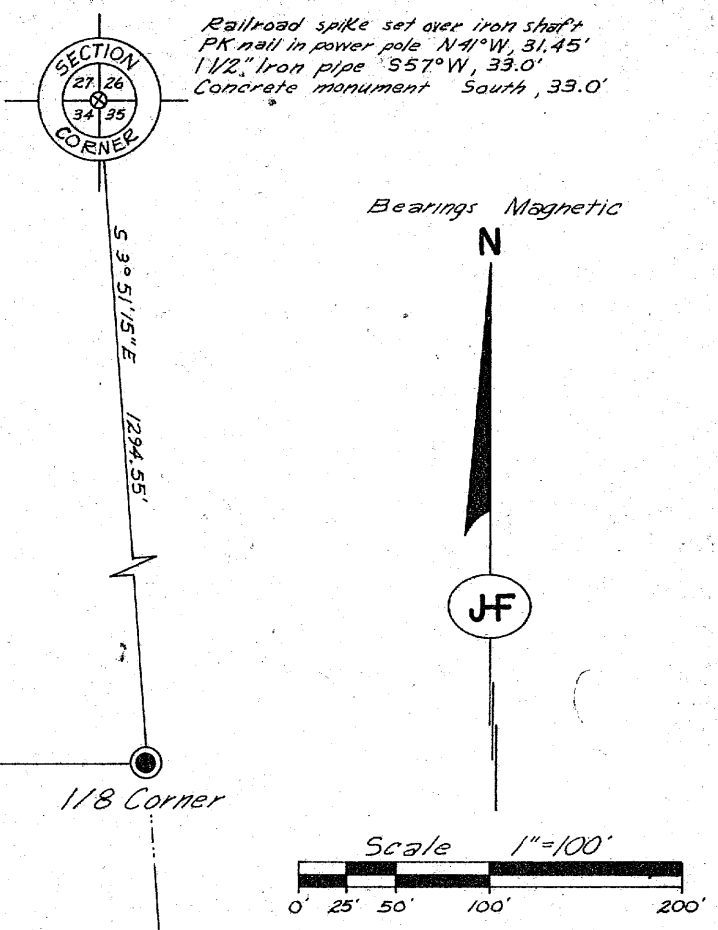 Railroad spike set over iron shaft
PK nail in power pole N41°W, 31.45'
1 1/2" Iron pipe S57°W, 33.0'
Concrete monument South, 33.0'
SECTION
27 26
34 35
CORNER
S 3° 51'15"E 1294.55'
Bearings Magnetic
N
J-F
1/8 Corner
Scale 1"=100'
0' 25' 50' 100' 200'